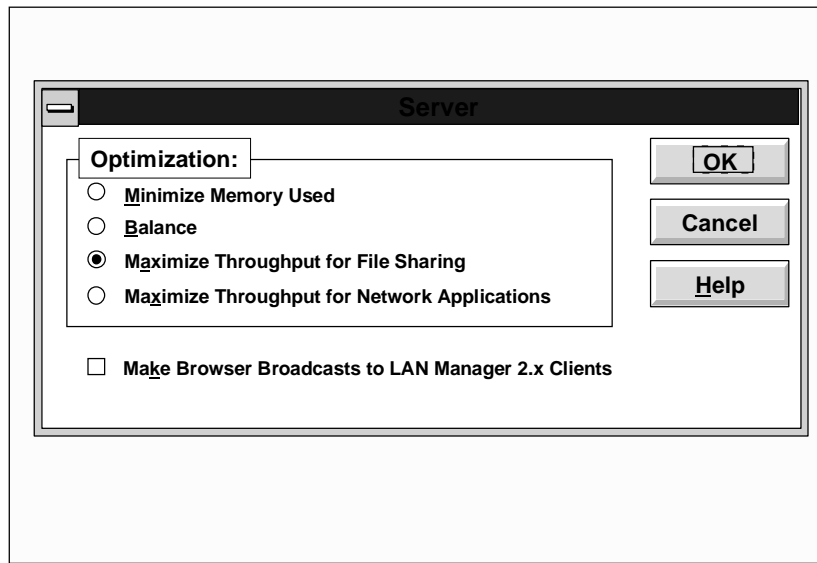 Server
Optimization:
Minimize Memory Used
Balance
Maximize Throughput for File Sharing
Maximize Throughput for Network Applications
Make Browser Broadcasts to LAN Manager 2.x Clients
OK
Cancel
Help